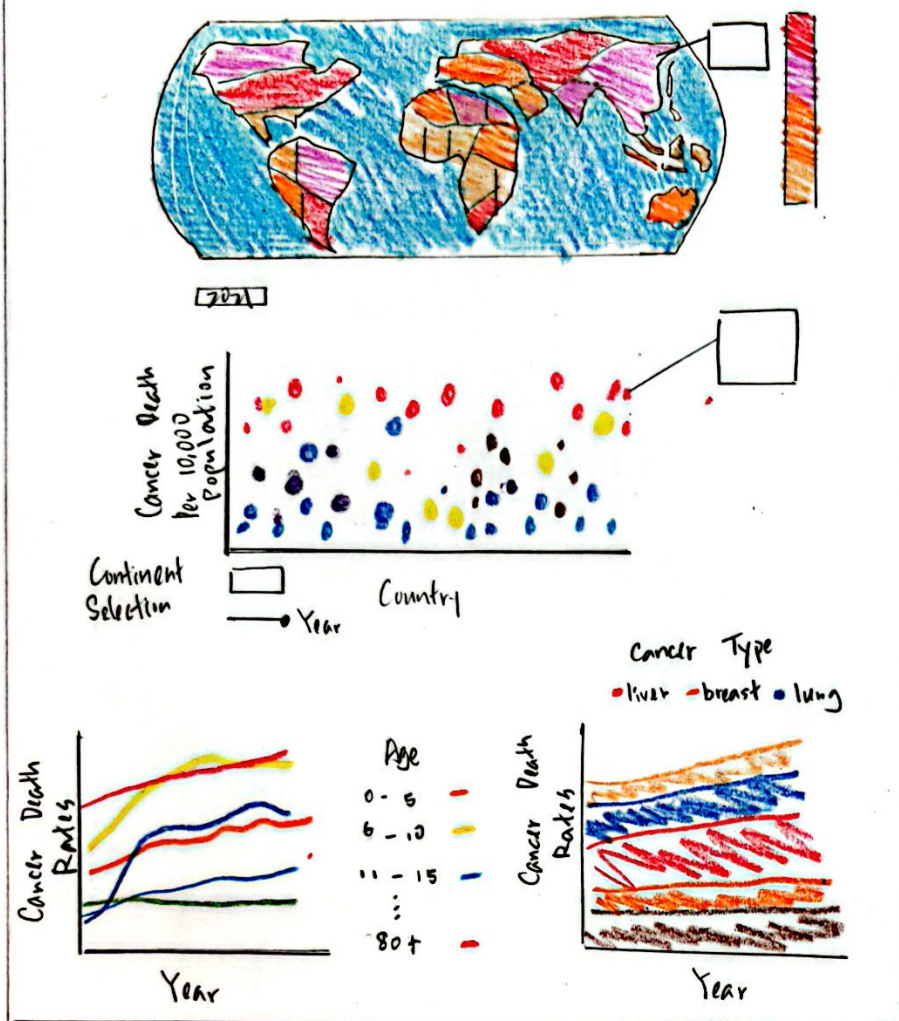 2021
Cancer Death
Per 10,000
Population
Continent
Selection
Country
Year
Cancer Type
liver
breast
lung
Cancer Death
Rates
Year
Age
0 - 5
6 - 10
11 - 15
80+
Cancer Death
Rates
Year